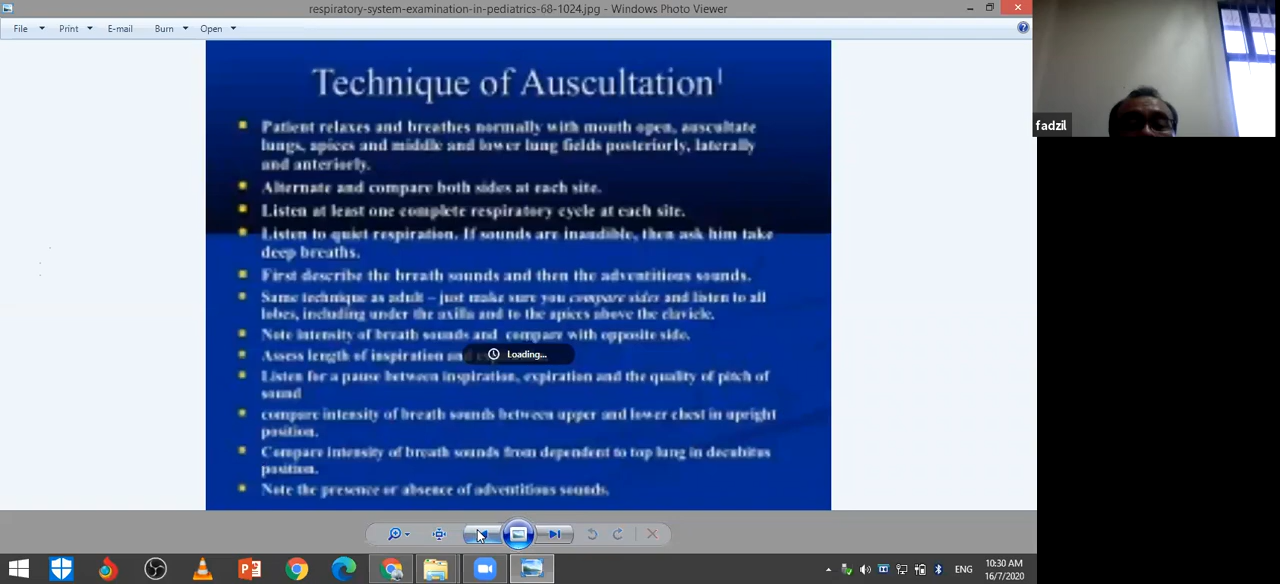 respiratory-system-examination-in-pediatrics-68-1024.jpg - Windows Photo Viewer
File Print E-mail Burn Open
Technique of Auscultation¹
Patient relaxes and breathes normally with mouth open, auscultate
lungs, apices and middle and lower lung fields posteriorly, laterally
and anteriorly.
Alternate and compare both sides at each site.
Listen at least one complete respiratory cycle at each site.
Listen to quiet respiration. If sounds are inaudible, then ask him take
deep breaths.
First describe the breath sounds and then the adventitious sounds.
Same technique as adult – just make sure you compare sides and listen to all
lobes, including under the axilla and to the apices above the clavicle.
Note intensity of breath sounds and compare with opposite side.
Assess length of inspiration and
Loading...
Listen for a pause between inspiration, expiration and the quality of pitch of
sound
compare intensity of breath sounds between upper and lower chest in upright
position.
Compare intensity of breath sounds from dependent to top lung in decubitus
position.
Note the presence or absence of adventitious sounds.
fadzil
ENG
10:30 AM
16/7/2020